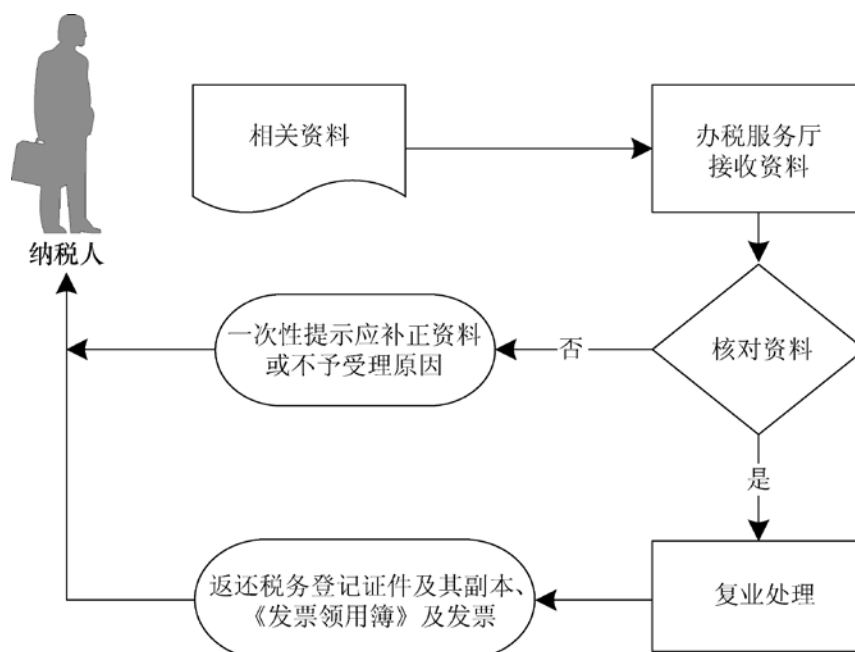 相关资料
办税服务厅
接收资料
纳税人
一次性提示应补正资料
或不予受理原因
否
核对资料
是
返还税务登记证件及其副本、
《发票领用簿》及发票
复业处理